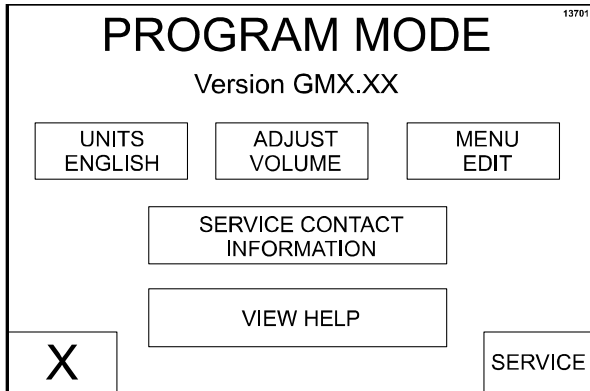 13701
PROGRAM MODE
Version GMX.XX
UNITS
ENGLISH
ADJUST
VOLUME
MENU
EDIT
SERVICE CONTACT
INFORMATION
VIEW HELP
X
SERVICE